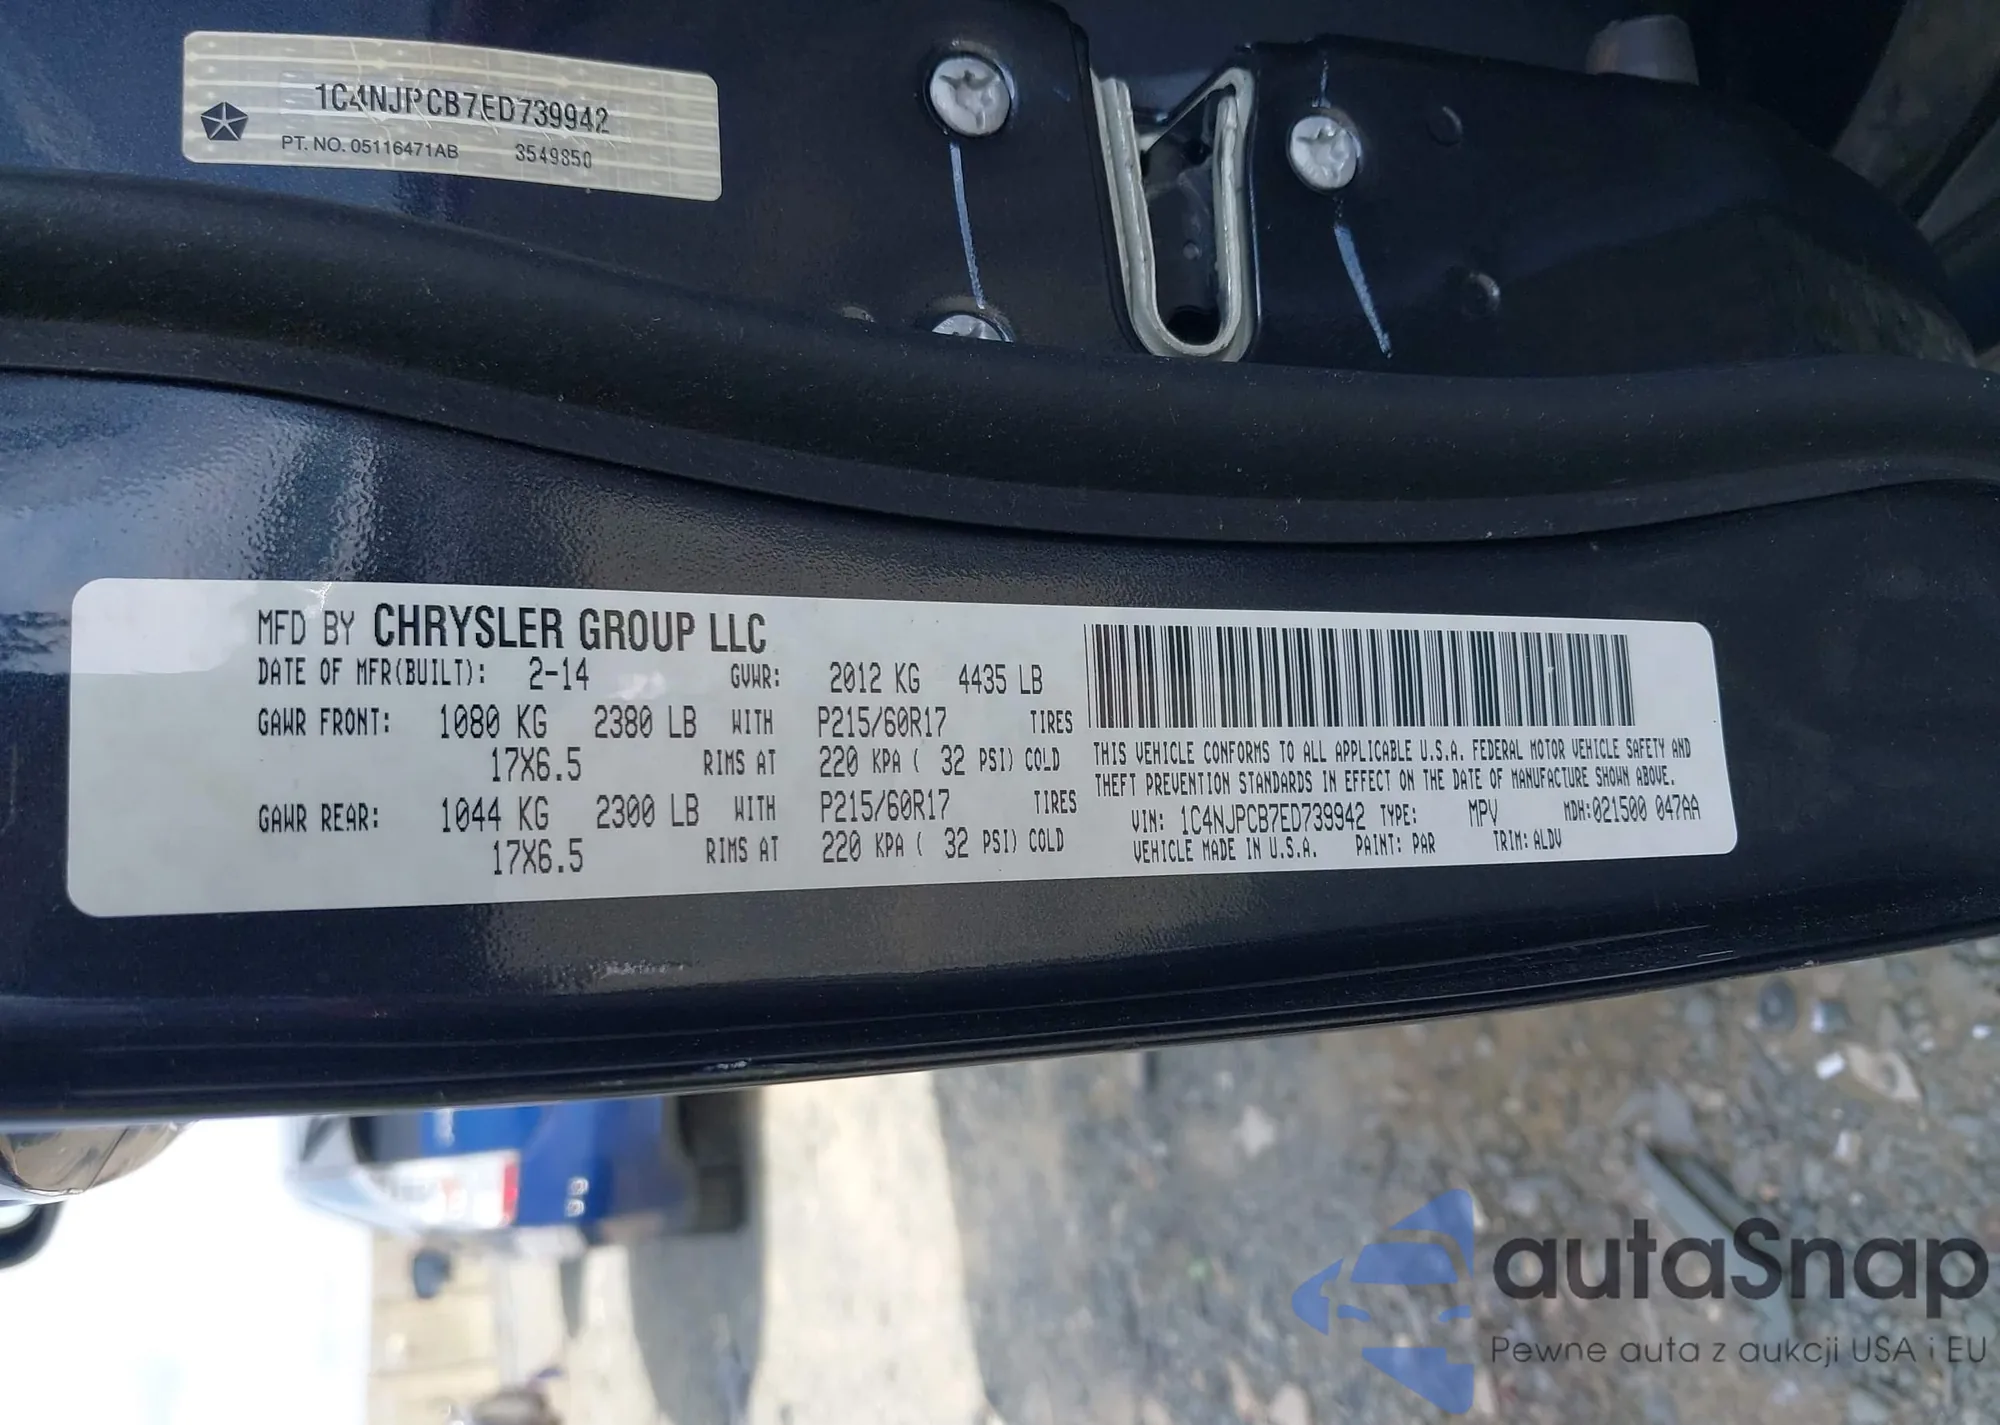 1C4NJPCB7ED739942
PT. NO. 05116471AB 3549850
MFD BY CHRYSLER GROUP LLC
DATE OF MFR(BUILT): 2-14 GVWR: 2012 KG 4435 LB
GAWR FRONT: 1080 KG 2380 LB WITH P215/60R17 TIRES
17X6.5 RIMS AT 220 KPA ( 32 PSI) COLD
GAWR REAR: 1044 KG 2300 LB WITH P215/60R17 TIRES
17X6.5 RIMS AT 220 KPA ( 32 PSI) COLD
THIS VEHICLE CONFORMS TO ALL APPLICABLE U.S.A. FEDERAL MOTOR VEHICLE SAFETY AND
THEFT PREVENTION STANDARDS IN EFFECT ON THE DATE OF MANUFACTURE SHOWN ABOVE.
VIN: 1C4NJPCB7ED739942 TYPE: MPV MDH:021500 047AA
VEHICLE MADE IN U.S.A. PAINT: PAR TRIM: ALDV
autaSnap
Pewne auta z aukcji USA i EU